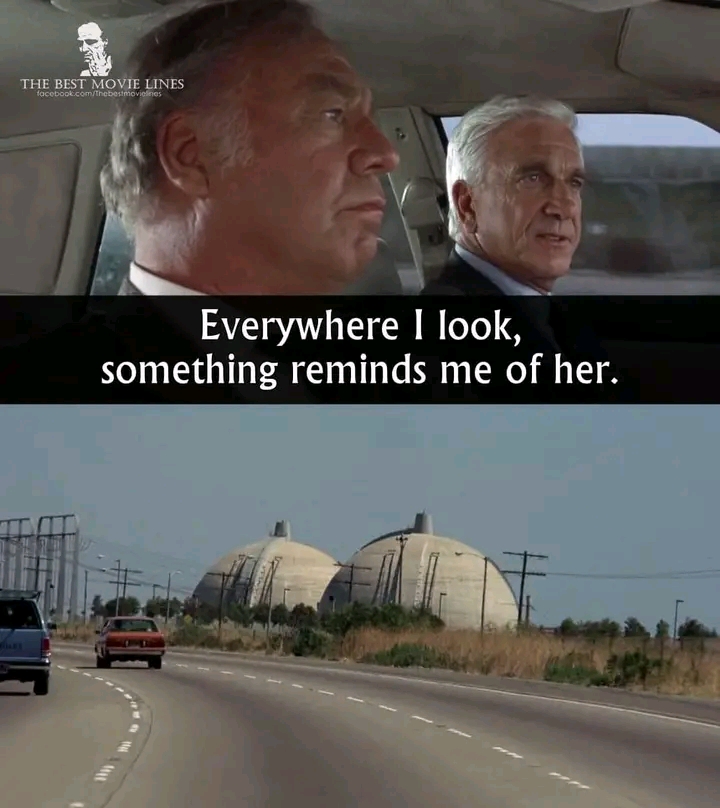 THE BEST MOVIE LINES
facebook.com/Thebestmovielines
Everywhere I look,
something reminds me of her.